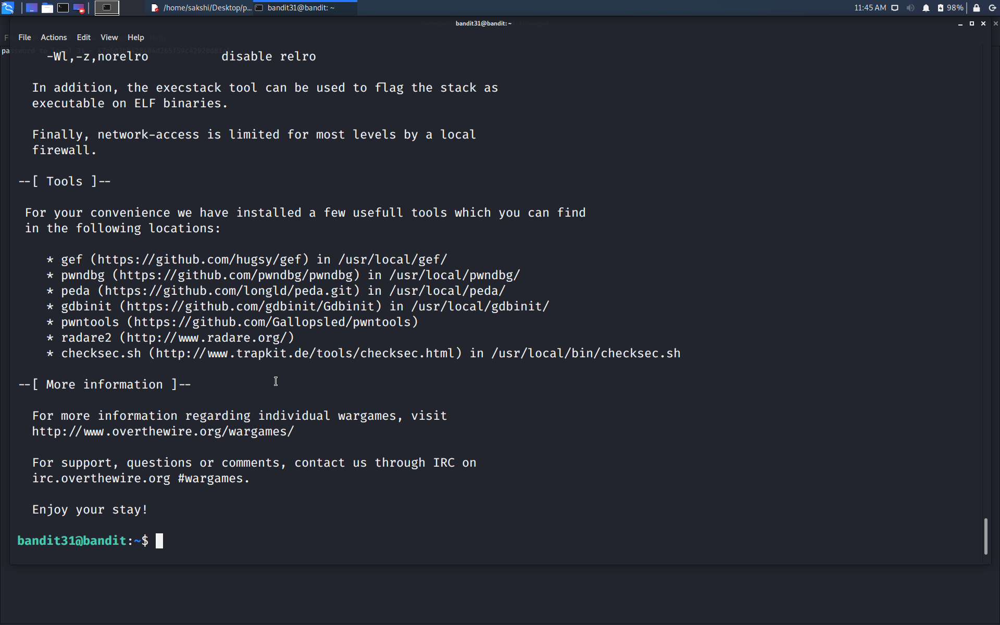 /home/sakshi/Desktop/p... bandit31@bandit: ~ 11:45 AM 98%
bandit31@bandit:~
File Actions Edit View Help
-Wl,-z,norelro disable relro
In addition, the execstack tool can be used to flag the stack as
executable on ELF binaries.
Finally, network-access is limited for most levels by a local
firewall.
--[ Tools ]--
For your convenience we have installed a few usefull tools which you can find
in the following locations:
* gef (https://github.com/hugsy/gef) in /usr/local/gef/
* pwndbg (https://github.com/pwndbg/pwndbg) in /usr/local/pwndbg/
* peda (https://github.com/longld/peda.git) in /usr/local/peda/
* gdbinit (https://github.com/gdbinit/Gdbinit) in /usr/local/gdbinit/
* pwntools (https://github.com/Gallopsled/pwntools)
* radare2 (http://www.radare.org/)
* checksec.sh (http://www.trapkit.de/tools/checksec.html) in /usr/local/bin/checksec.sh
--[ More information ]--
For more information regarding individual wargames, visit
http://www.overthewire.org/wargames/
For support, questions or comments, contact us through IRC on
irc.overthewire.org #wargames.
Enjoy your stay!
bandit31@bandit:~$